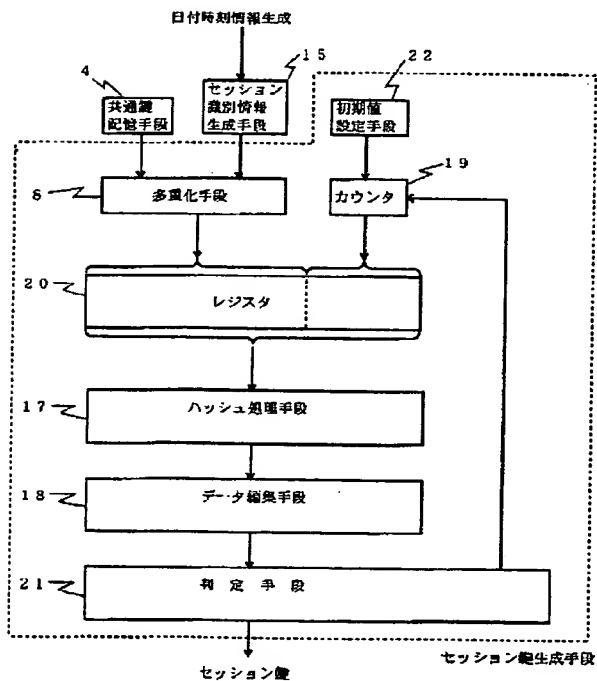 日付時刻情報生成
15
4
22
共通鍵
記憶手段
セッション
識別情報
生成手段
初期値
設定手段
19
8
多重化手段
カウンタ
20
レジスタ
17
ハッシュ処理手段
18
データ編集手段
21
判定手段
セッション鍵生成手段
セッション鍵